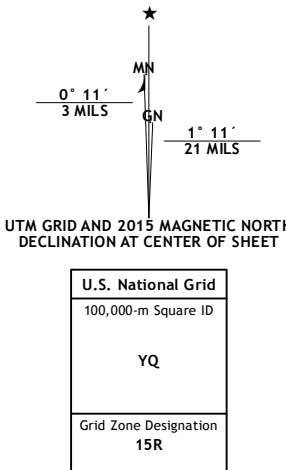 ★
MN
0° 11´
3 MILS
GN
1° 11´
21 MILS
UTM GRID AND 2015 MAGNETIC NORTH
DECLINATION AT CENTER OF SHEET
U.S. National Grid
100,000-m Square ID
YQ
Grid Zone Designation
15R